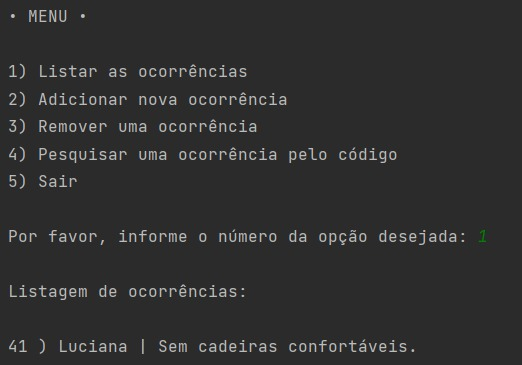 • MENU •
1) Listar as ocorrências
2) Adicionar nova ocorrência
3) Remover uma ocorrência
4) Pesquisar uma ocorrência pelo código
5) Sair
Por favor, informe o número da opção desejada: 1
Listagem de ocorrências:
41 ) Luciana | Sem cadeiras confortáveis.